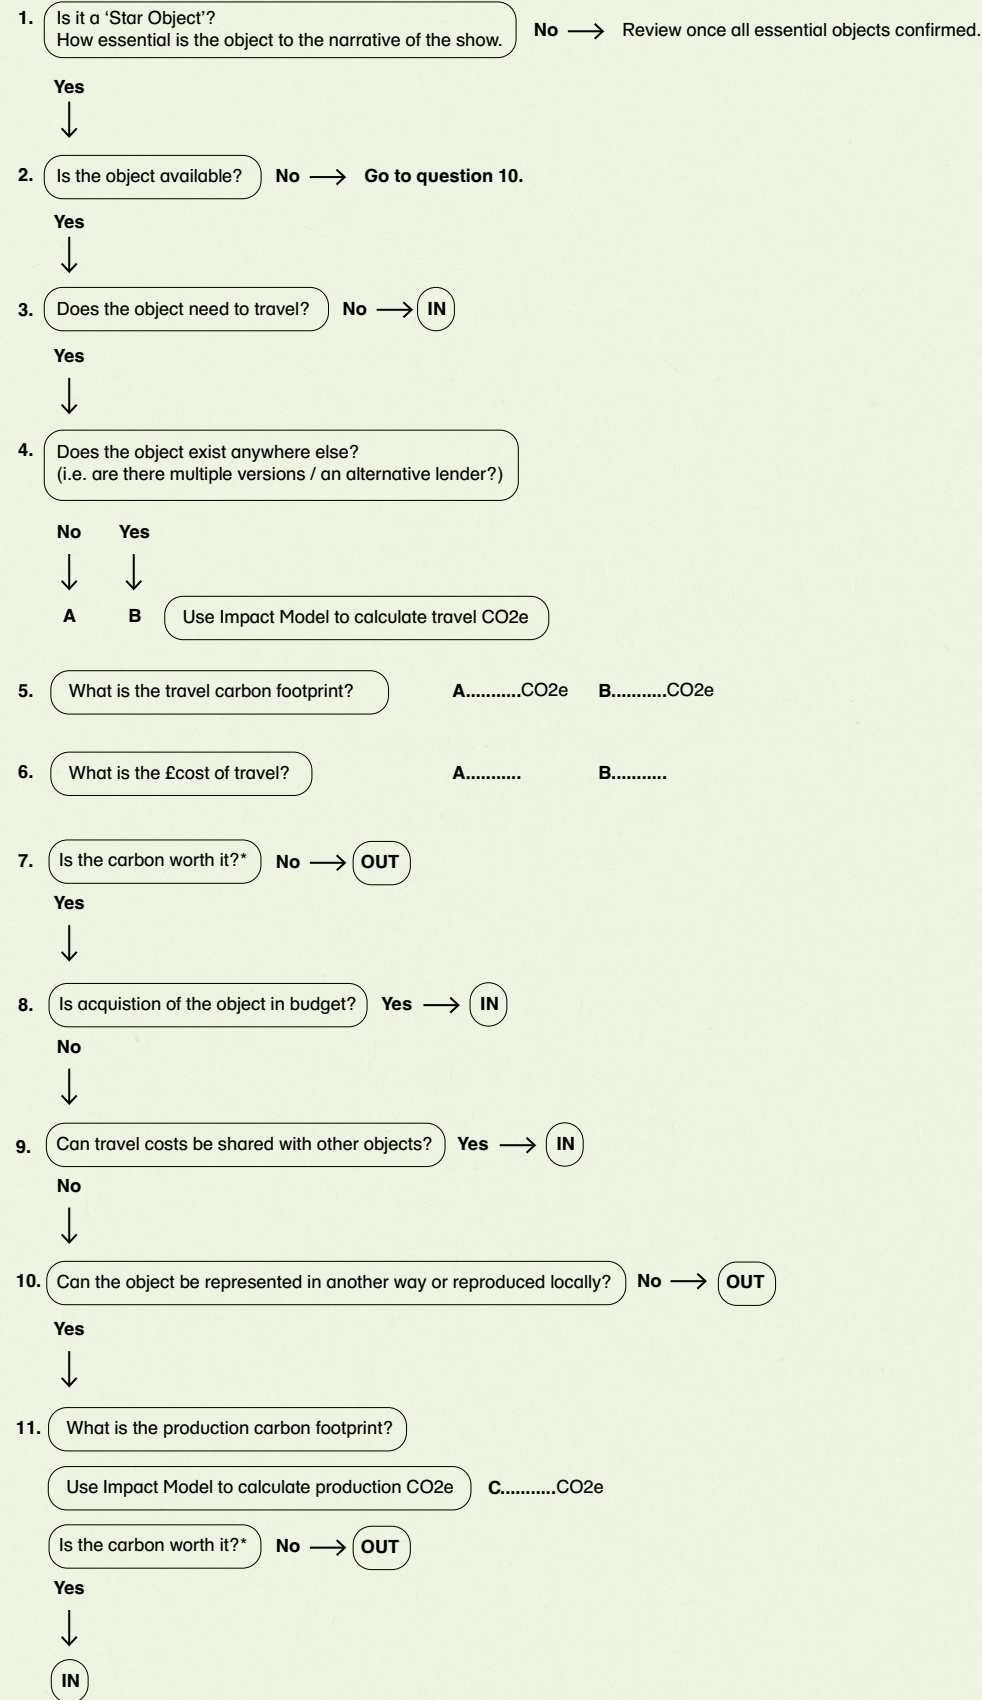 1. Is it a ‘Star Object’?
How essential is the object to the narrative of the show.
No
Review once all essential objects confirmed.
Yes
2. Is the object available?
No
Go to question 10.
Yes
3. Does the object need to travel?
No
IN
Yes
4. Does the object exist anywhere else?
(i.e. are there multiple versions / an alternative lender?)
No Yes
A B
Use Impact Model to calculate travel CO2e
5. What is the travel carbon footprint?
A...........CO2e B..........CO2e
6. What is the £cost of travel?
A........... B...........
7. Is the carbon worth it?*
No
OUT
Yes
8. Is acquistion of the object in budget?
Yes
IN
No
9. Can travel costs be shared with other objects?
Yes
IN
No
10. Can the object be represented in another way or reproduced locally?
No
OUT
Yes
11. What is the production carbon footprint?
Use Impact Model to calculate production CO2e
C...........CO2e
Is the carbon worth it?*
No
OUT
Yes
IN